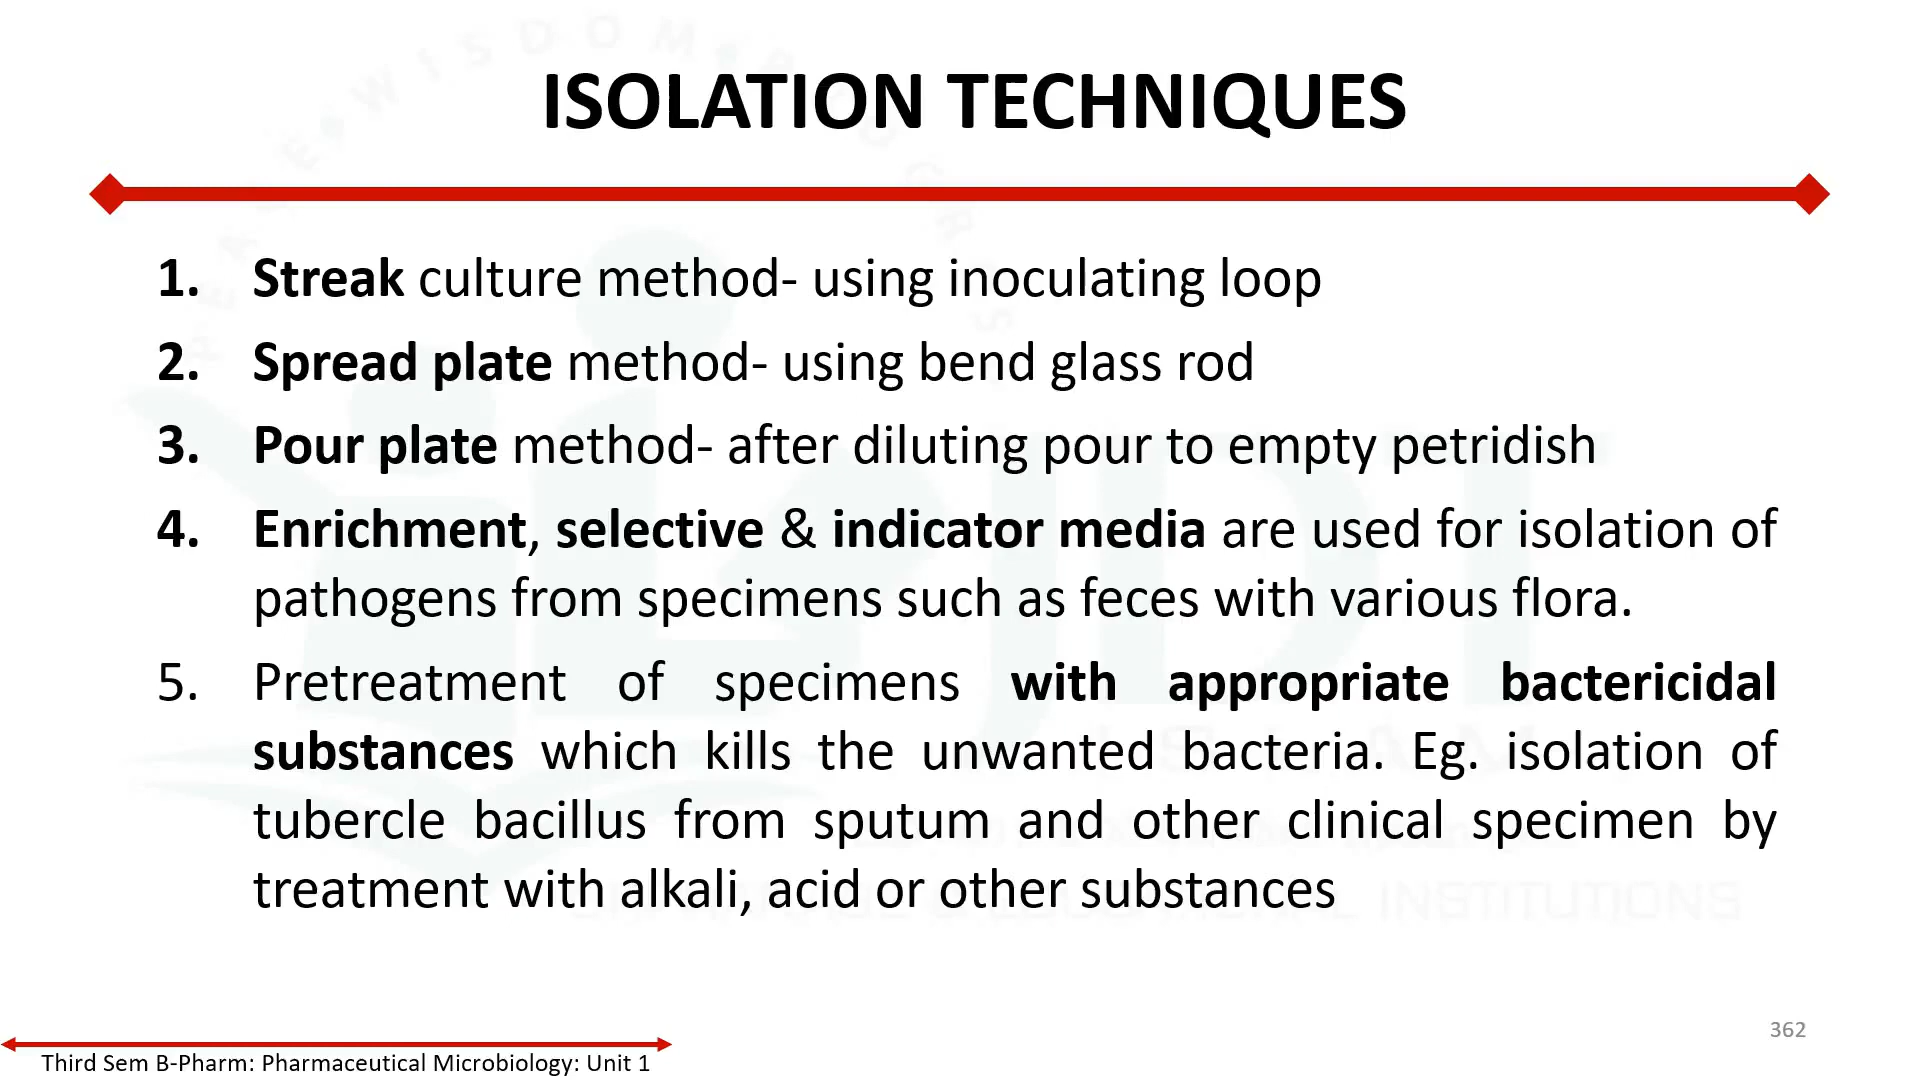 ISOLATION TECHNIQUES
1. Streak culture method- using inoculating loop
2. Spread plate method- using bend glass rod
3. Pour plate method- after diluting pour to empty petridish
4. Enrichment, selective & indicator media are used for isolation of
pathogens from specimens such as feces with various flora.
5. Pretreatment of specimens with appropriate bactericidal
substances which kills the unwanted bacteria. Eg. isolation of
tubercle bacillus from sputum and other clinical specimen by
treatment with alkali, acid or other substances
INSTITUTIONS
362
Third Sem B-Pharm: Pharmaceutical Microbiology: Unit 1